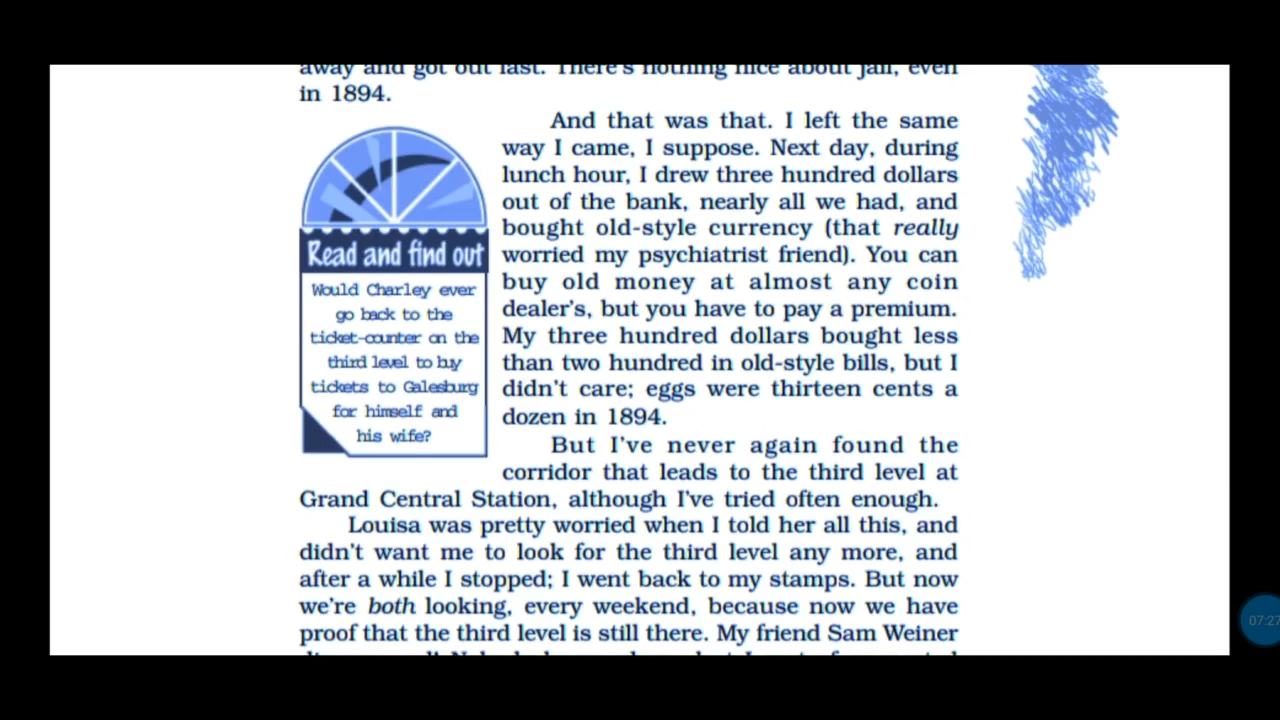 away and got out fast. There's nothing nice about jail, even
in 1894.
And that was that. I left the same
way I came, I suppose. Next day, during
lunch hour, I drew three hundred dollars
out of the bank, nearly all we had, and
bought old-style currency (that really
worried my psychiatrist friend). You can
buy old money at almost any coin
dealer's, but you have to pay a premium.
My three hundred dollars bought less
than two hundred in old-style bills, but I
didn't care; eggs were thirteen cents a
dozen in 1894.
But I've never again found the
corridor that leads to the third level at
Grand Central Station, although I've tried often enough.
Louisa was pretty worried when I told her all this, and
didn't want me to look for the third level any more, and
after a while I stopped; I went back to my stamps. But now
we're both looking, every weekend, because now we have
proof that the third level is still there. My friend Sam Weiner
Read and find out
Would Charley ever
go back to the
ticket-counter on the
third level to buy
tickets to Galesburg
for himself and
his wife?
07:27